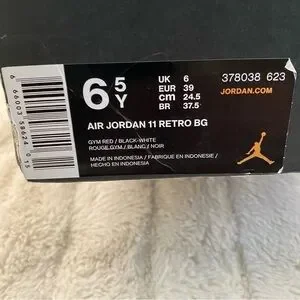 6 5 Y
UK 6
EUR 39
cm 24.5
BR 37.5
378038 623
JORDAN.COM
AIR JORDAN 11 RETRO BG
GYM RED / BLACK-WHITE
ROUGE GYM / BLANC / NOIR
MADE IN INDONESIA / FABRIQUE EN INDONESIE /
HECHO EN INDONESIA